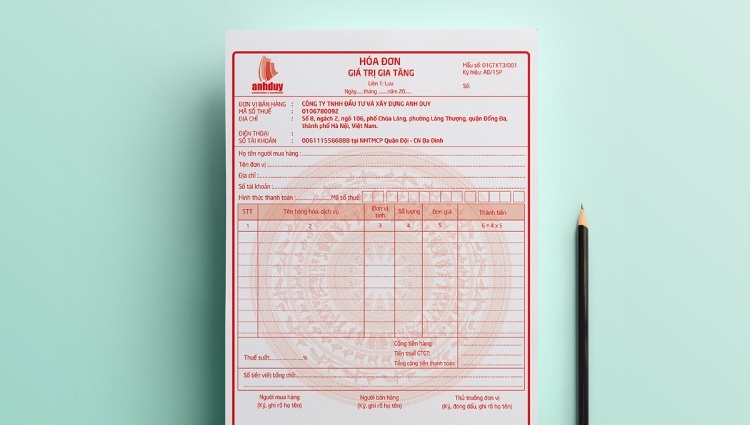 anhduy
HÓA ĐƠN
GIÁ TRỊ GIA TĂNG
Liên 1: Lưu
Ngày.....tháng.......năm 20.....
Mẫu số: 01GTKT3/001
Ký hiệu: AD/15P
Số:
ĐƠN VỊ BÁN HÀNG : CÔNG TY TNHH ĐẦU TƯ VÀ XÂY DỰNG ANH DUY
MÃ SỐ THUẾ : 0106780092
ĐỊA CHỈ : Số 8, ngách 2, ngõ 106, phố Chùa Láng, phường Láng Thượng, quận Đống Đa,
thành phố Hà Nội, Việt Nam.
ĐIỆN THOẠI :
SỐ TÀI KHOẢN : 0061115566888 tại NHTMCP Quân Đội - CN Ba Đình
Họ tên người mua hàng :
Tên đơn vị :
Địa chỉ :
Số tài khoản :
Hình thức thanh toán : Mã số thuế:
STT Tên hàng hóa dịch vụ Đơn vị tính Số lượng Đơn giá Thành tiền
1 2 3 4 5 6 = 4 x 5
Cộng tiền hàng :
Thuế suất:............% Tiền thuế GTGT:
Tổng cộng tiền thanh toán:
Số tiền viết bằng chữ:
Người mua hàng Người bán hàng Thủ trưởng đơn vị
(Ký, ghi rõ họ tên) (Ký, ghi rõ họ tên) (Ký, đóng dấu, ghi rõ họ tên)